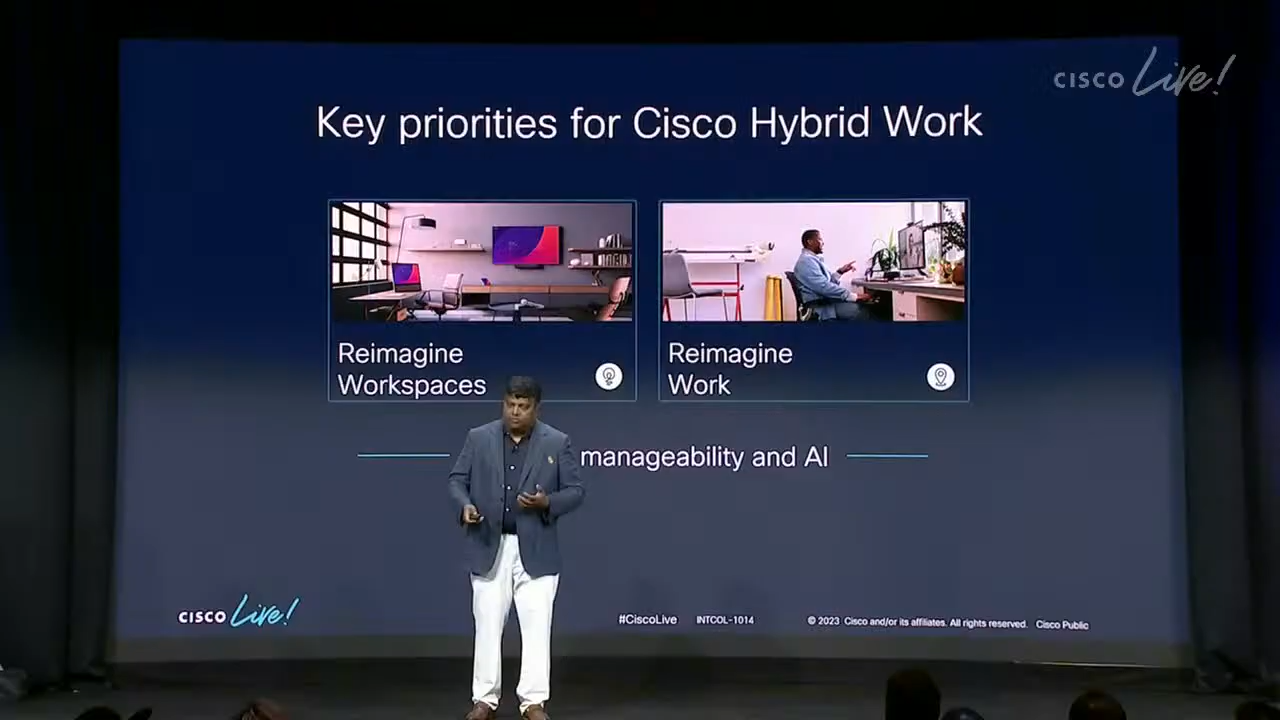 CISCO Live!
Key priorities for Cisco Hybrid Work
Reimagine
Workspaces
Reimagine
Work
manageability and AI
CISCO Live!
#CiscoLive
INTCOL-1014
© 2023 Cisco and/or its affiliates. All rights reserved. Cisco Public